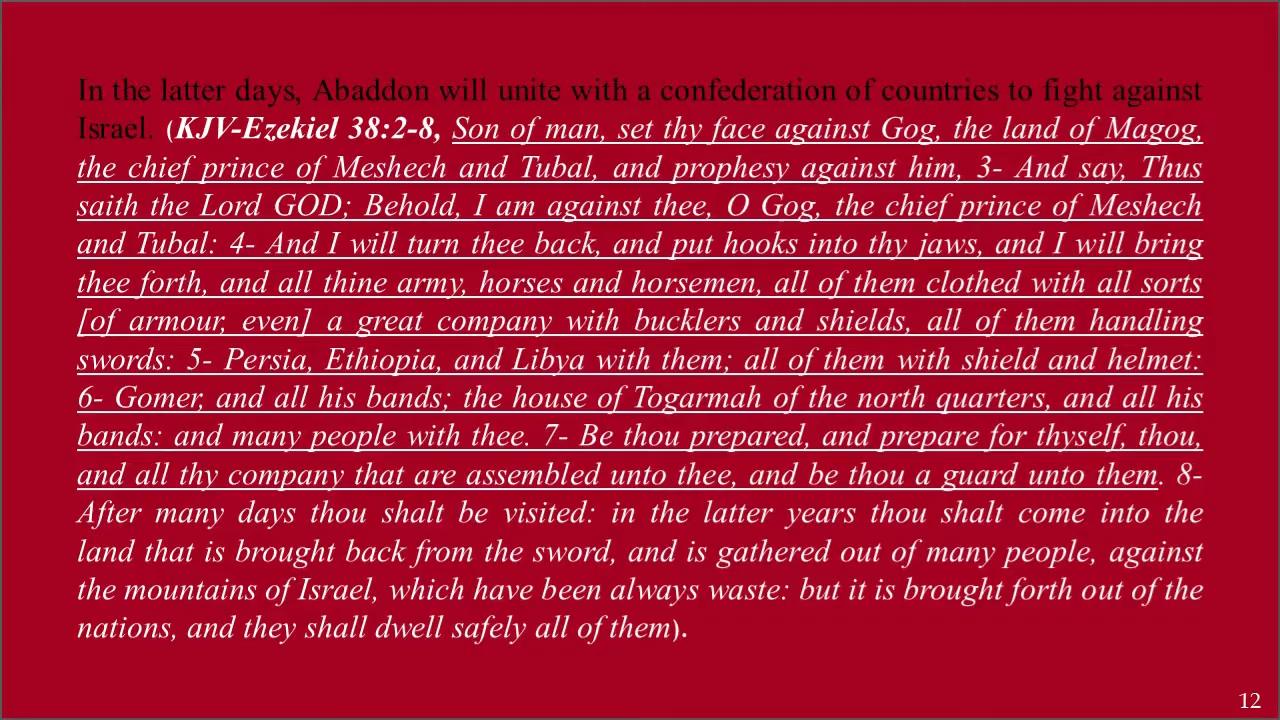 In the latter days, Abaddon will unite with a confederation of countries to fight against
Israel. (KJV-Ezekiel 38:2-8, Son of man, set thy face against Gog, the land of Magog,
the chief prince of Meshech and Tubal, and prophesy against him, 3- And say, Thus
saith the Lord GOD; Behold, I am against thee, O Gog, the chief prince of Meshech
and Tubal: 4- And I will turn thee back, and put hooks into thy jaws, and I will bring
thee forth, and all thine army, horses and horsemen, all of them clothed with all sorts
[of armour, even] a great company with bucklers and shields, all of them handling
swords: 5- Persia, Ethiopia, and Libya with them; all of them with shield and helmet:
6- Gomer, and all his bands; the house of Togarmah of the north quarters, and all his
bands: and many people with thee. 7- Be thou prepared, and prepare for thyself, thou,
and all thy company that are assembled unto thee, and be thou a guard unto them. 8-
After many days thou shalt be visited: in the latter years thou shalt come into the
land that is brought back from the sword, and is gathered out of many people, against
the mountains of Israel, which have been always waste: but it is brought forth out of the
nations, and they shall dwell safely all of them).
12